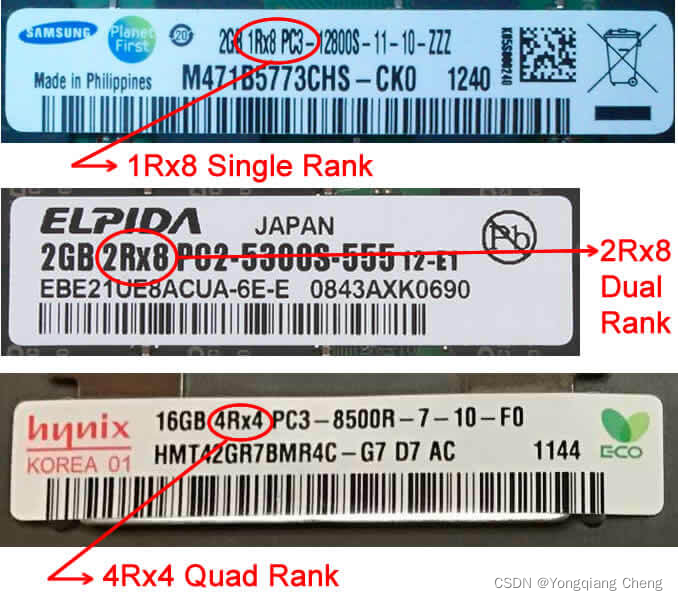 SAMSUNG
Planet First
20
2GB 1Rx8 PC3-12800S-11-10-ZZZ
Made in Philippines
M471B5773CHS-CK0 1240
1Rx8 Single Rank
ELPIDA JAPAN
Pb
2GB 2Rx8 PC2-5300S-555 12-E1
EBE21UE8ACUA-6E-E 0843AXK0690
2Rx8
Dual
Rank
hynix
KOREA 01
16GB 4Rx4 PC3-8500R-7-10-F0
HMT42GR7BMR4C-G7 D7 AC 1144
ECO
4Rx4 Quad Rank
CSDN @Yongqiang Cheng